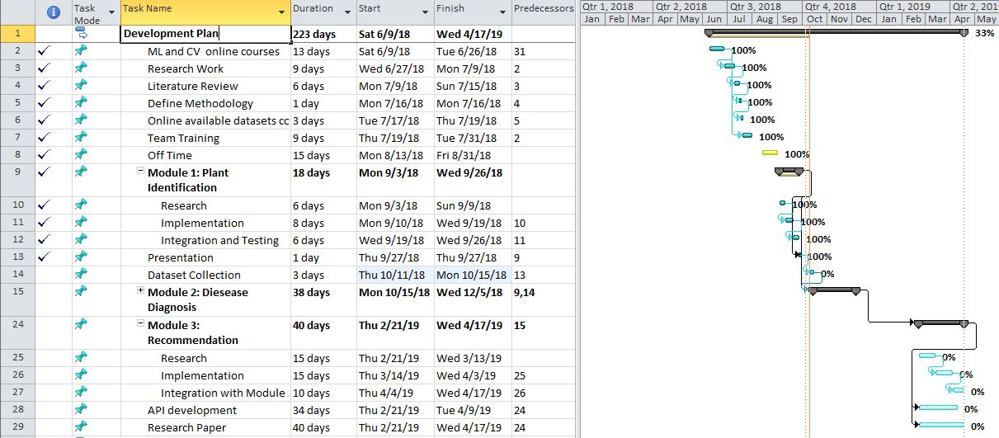 Task Mode Task Name Duration Start Finish Predecessors
Qtr 1, 2018 Qtr 2, 2018 Qtr 3, 2018 Qtr 4, 2018 Qtr 1, 2019 Qtr 2, 201
Jan Feb Mar Apr May Jun Jul Aug Sep Oct Nov Dec Jan Feb Mar Apr May
1 Development Plan 223 days Sat 6/9/18 Wed 4/17/19 33%
2 ML and CV online courses 13 days Sat 6/9/18 Tue 6/26/18 31 100%
3 Research Work 9 days Wed 6/27/18 Mon 7/9/18 2 100%
4 Literature Review 6 days Mon 7/9/18 Sun 7/15/18 3 100%
5 Define Methodology 1 day Mon 7/16/18 Mon 7/16/18 4 100%
6 Online available datasets cc 3 days Tue 7/17/18 Thu 7/19/18 5 100%
7 Team Training 9 days Thu 7/19/18 Tue 7/31/18 2 100%
8 Off Time 15 days Mon 8/13/18 Fri 8/31/18 100%
9 Module 1: Plant 18 days Mon 9/3/18 Wed 9/26/18
Identification
10 Research 6 days Mon 9/3/18 Sun 9/9/18 100%
11 Implementation 8 days Mon 9/10/18 Wed 9/19/18 10 100%
12 Integration and Testing 6 days Wed 9/19/18 Wed 9/26/18 11 100%
13 Presentation 1 day Thu 9/27/18 Thu 9/27/18 9 100%
14 Dataset Collection 3 days Thu 10/11/18 Mon 10/15/18 13 0%
15 Module 2: Diesease 38 days Mon 10/15/18 Wed 12/5/18 9,14
Diagnosis
24 Module 3: 40 days Thu 2/21/19 Wed 4/17/19 15
Recommendation
25 Research 15 days Thu 2/21/19 Wed 3/13/19 0%
26 Implementation 15 days Thu 3/14/19 Wed 4/3/19 25 0%
27 Integration with Module 10 days Thu 4/4/19 Wed 4/17/19 26 0%
28 API development 34 days Thu 2/21/19 Tue 4/9/19 24 0%
29 Research Paper 40 days Thu 2/21/19 Wed 4/17/19 24 0%